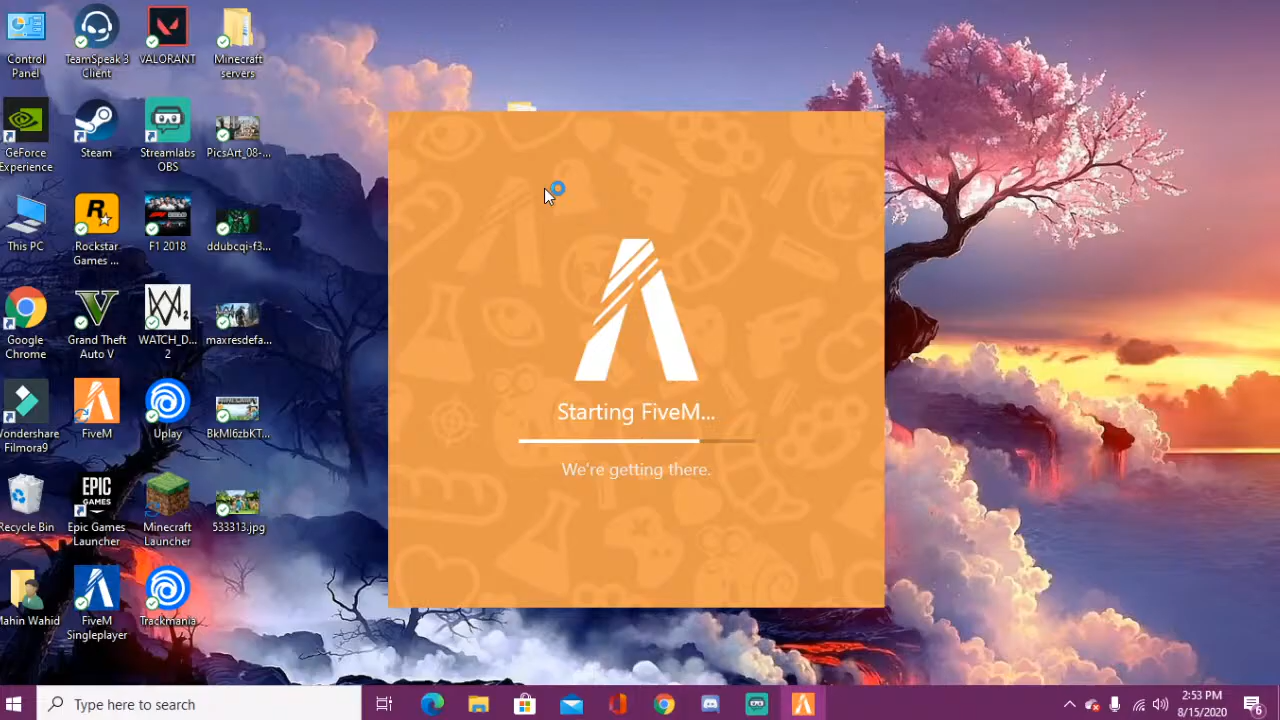 Control
Panel
TeamSpeak 3
Client
VALORANT
Minecraft
servers
GeForce
Experience
Steam
Streamlabs
OBS
PicsArt_08-...
This PC
Rockstar
Games ...
F1 2018
ddubcqi-f3...
Google
Chrome
Grand Theft
Auto V
WATCH_D...
2
maxresdefa...
Wondershare
Filmora9
FiveM
Uplay
BkMI6zbKT...
Recycle Bin
EPIC
GAMES
Epic Games
Launcher
Minecraft
Launcher
533313.jpg
Mahin Wahid
FiveM
Singleplayer
Trackmania
Starting FiveM...
We're getting there.
Type here to search
2:53 PM
8/15/2020
6